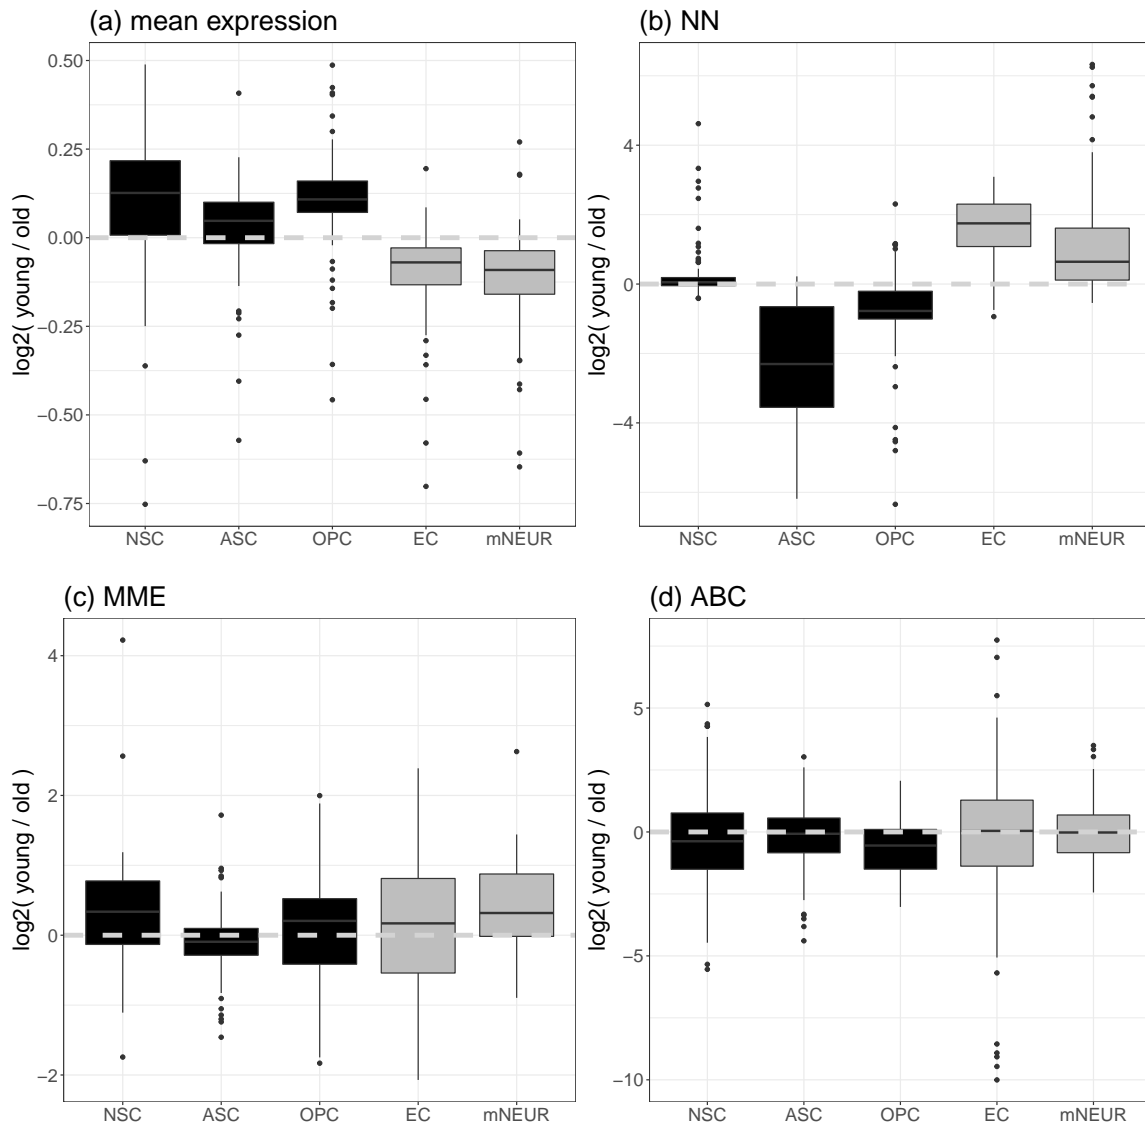 (a) mean expression
log2( young / old )
0.50
0.25
0.00
−0.25
−0.50
−0.75
NSC ASC OPC EC mNEUR
(b) NN
log2( young / old )
4
0
−4
NSC ASC OPC EC mNEUR
(c) MME
log2( young / old )
4
2
0
−2
NSC ASC OPC EC mNEUR
(d) ABC
log2( young / old )
5
0
−5
−10
NSC ASC OPC EC mNEUR